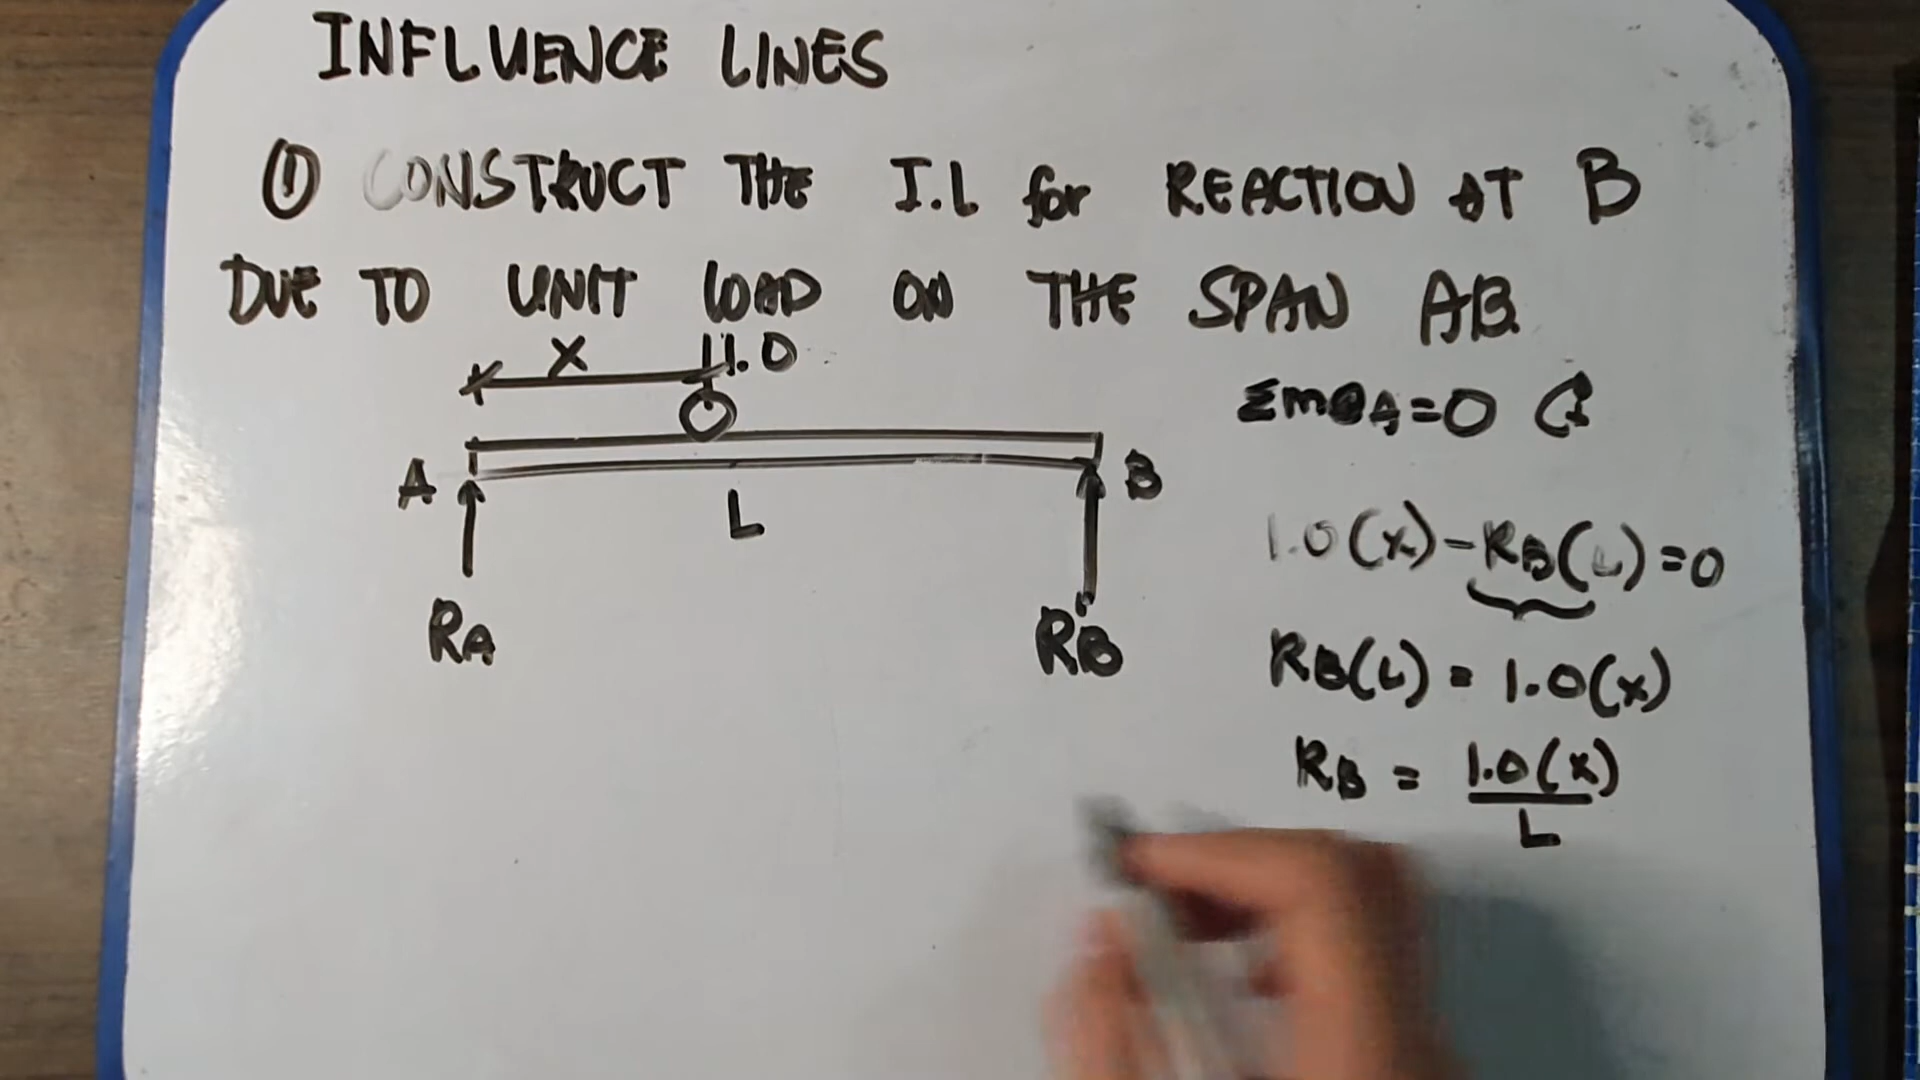 INFLUENCE LINES
① CONSTRUCT THE I.L for REACTION AT B
DUE TO UNIT LOAD ON THE SPAN AB.
X 1.0
A B
L
RA RB
ΣM@A=0
1.0(x)-RB(L)=0
RB(L) = 1.0(x)
RB = 1.0(x)
L